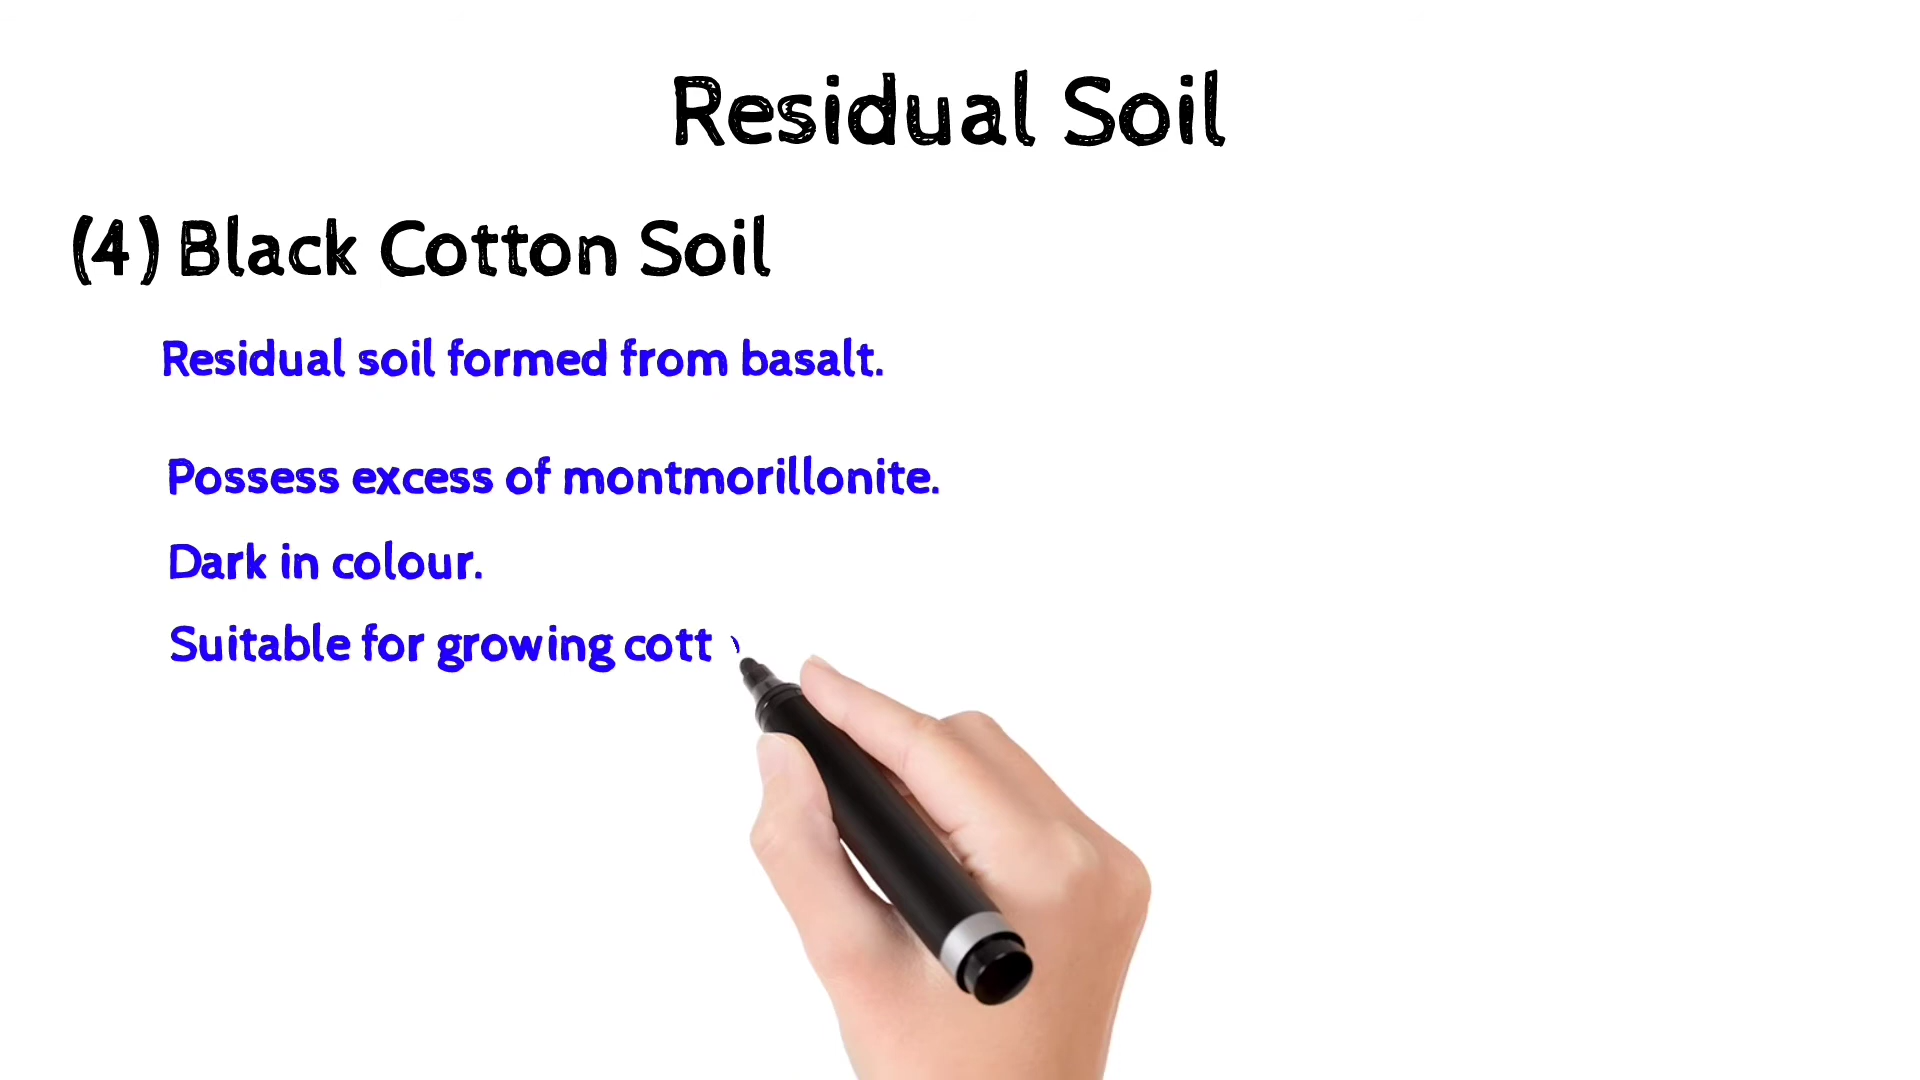 Residual Soil
(4) Black Cotton Soil
Residual soil formed from basalt.
Possess excess of montmorillonite.
Dark in colour.
Suitable for growing cott